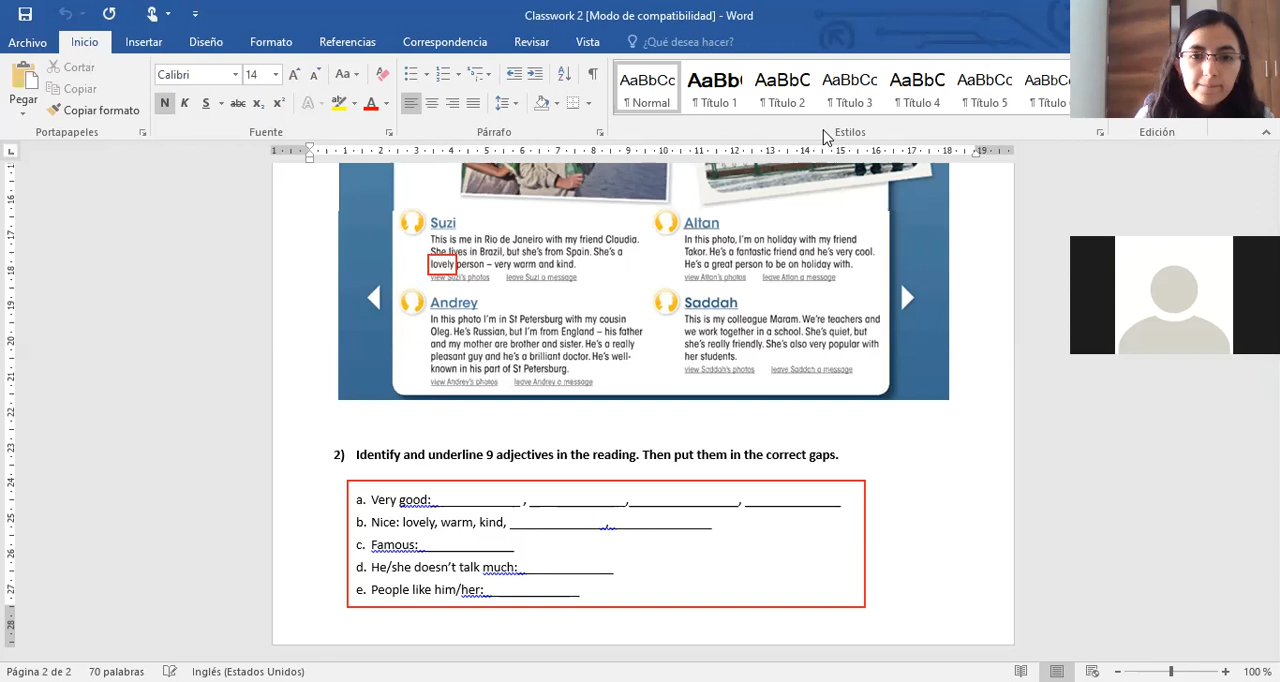 Classwork 2 [Modo de compatibilidad] - Word
Archivo Inicio Insertar Diseño Formato Referencias Correspondencia Revisar Vista ¿Qué desea hacer?
Pegar
Cortar
Copiar
Copiar formato
Portapapeles
Calibri 14
N K S abc x₂ x²
Fuente
Párrafo
AaBbCc AaBb( AaBbC AaBbCc AaBbC AaBbCc AaBbC
¶ Normal ¶ Título 1 ¶ Título 2 ¶ Título 3 ¶ Título 4 ¶ Título 5
Estilos
Edición
Suzi
This is me in Rio de Janeiro with my friend Claudia.
She lives in Brazil, but she's from Spain. She's a
lovely person – very warm and kind.
view Suzi's photos leave Suzi a message
Altan
In this photo, I'm on holiday with my friend
Takor. He's a fantastic friend and he's very cool.
He's a great person to be on holiday with.
view Altan's photos leave Altan a message
Andrey
In this photo I'm in St Petersburg with my cousin
Oleg. He's Russian, but I'm from England – his father
and my mother are brother and sister. He's a really
pleasant guy and he's a brilliant doctor. He's well-
known in his part of St Petersburg.
view Andrey's photos leave Andrey a message
Saddah
This is my colleague Maram. We're teachers and
we work together in a school. She's quiet, but
she's really friendly. She's also very popular with
her students.
view Saddah's photos leave Saddah a message
2) Identify and underline 9 adjectives in the reading. Then put them in the correct gaps.
a. Very good:____________ , ____________,____________, ____________
b. Nice: lovely, warm, kind, ____________,____________
c. Famous:____________
d. He/she doesn't talk much:____________
e. People like him/her:____________
Página 2 de 2 70 palabras Inglés (Estados Unidos) 100 %